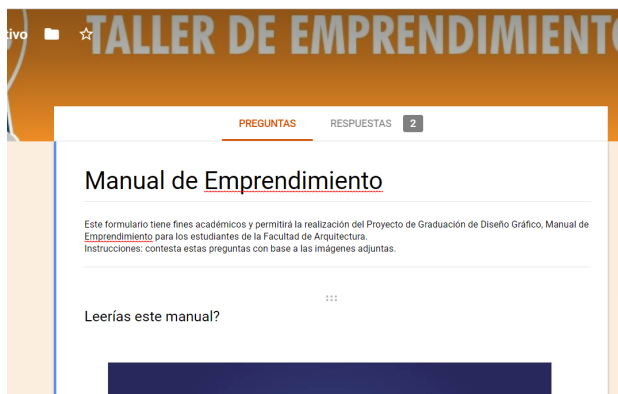 tivo
TALLER DE EMPRENDIMIENTO
PREGUNTAS RESPUESTAS 2
Manual de Emprendimiento
Este formulario tiene fines académicos y permitirá la realización del Proyecto de Graduación de Diseño Gráfico, Manual de
Emprendimiento para los estudiantes de la Facultad de Arquitectura.
Instrucciones: contesta estas preguntas con base a las imágenes adjuntas.
Leerías este manual?